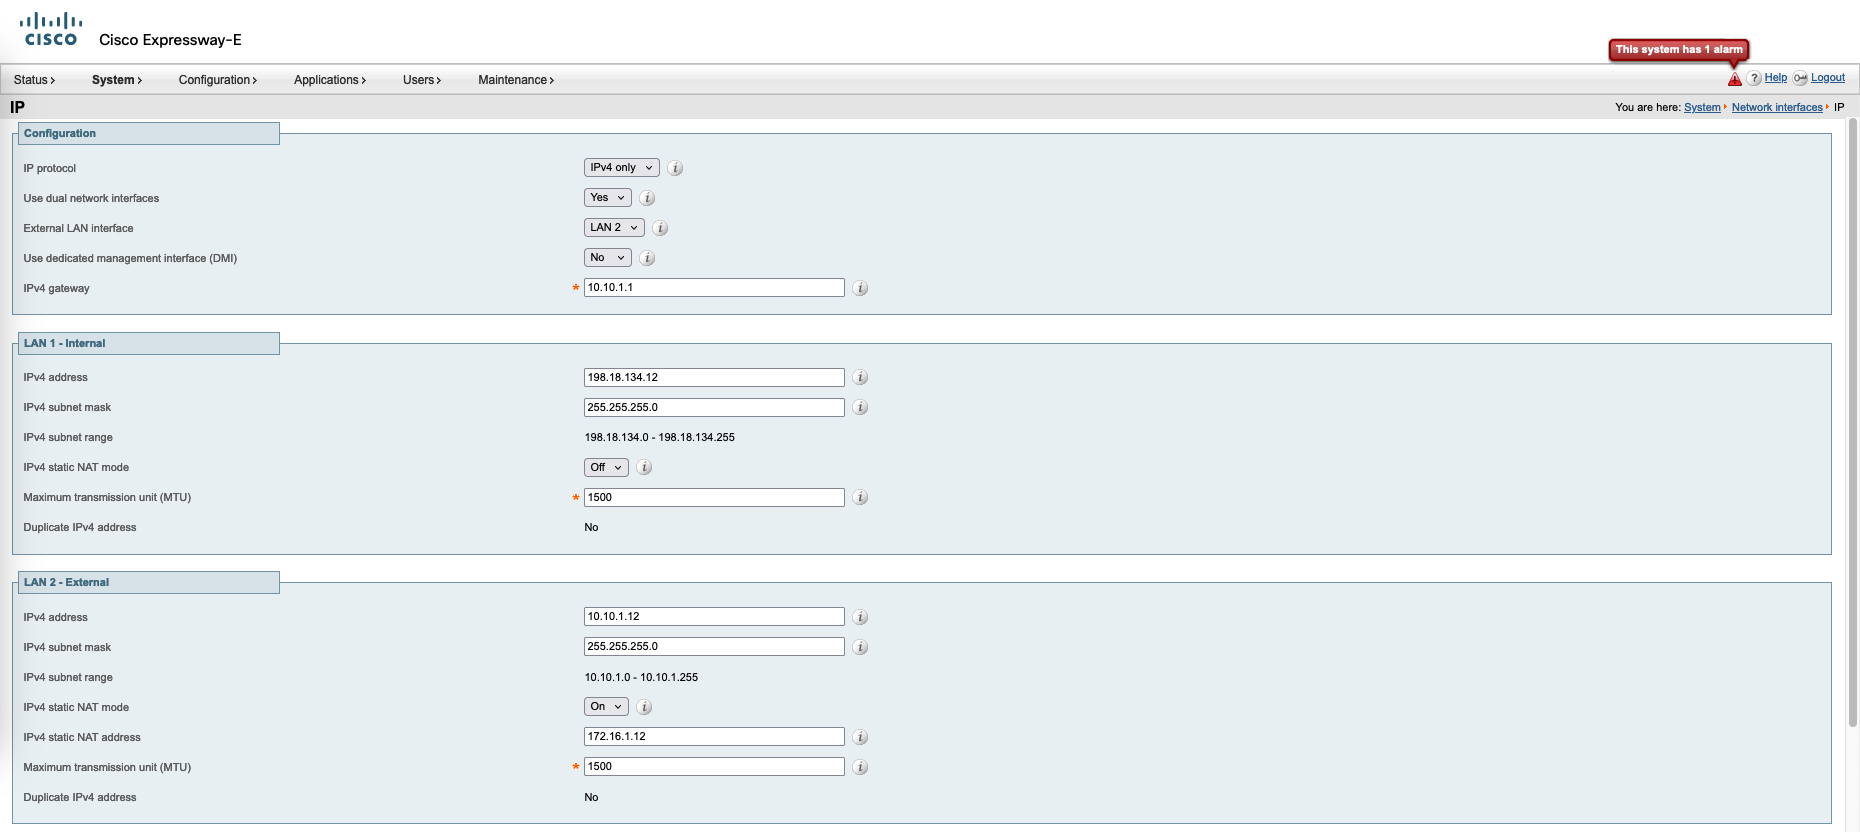 CISCO
Cisco Expressway-E
This system has 1 alarm
Status› System› Configuration› Applications› Users› Maintenance› ? Help Logout
IP
You are here: System Network interfaces IP
Configuration
IP protocol IPv4 only i
Use dual network interfaces Yes i
External LAN interface LAN 2 i
Use dedicated management interface (DMI) No i
IPv4 gateway * 10.10.1.1 i
LAN 1 - Internal
IPv4 address 198.18.134.12 i
IPv4 subnet mask 255.255.255.0 i
IPv4 subnet range 198.18.134.0 - 198.18.134.255
IPv4 static NAT mode Off i
Maximum transmission unit (MTU) * 1500 i
Duplicate IPv4 address No
LAN 2 - External
IPv4 address 10.10.1.12 i
IPv4 subnet mask 255.255.255.0 i
IPv4 subnet range 10.10.1.0 - 10.10.1.255
IPv4 static NAT mode On i
IPv4 static NAT address 172.16.1.12 i
Maximum transmission unit (MTU) * 1500 i
Duplicate IPv4 address No